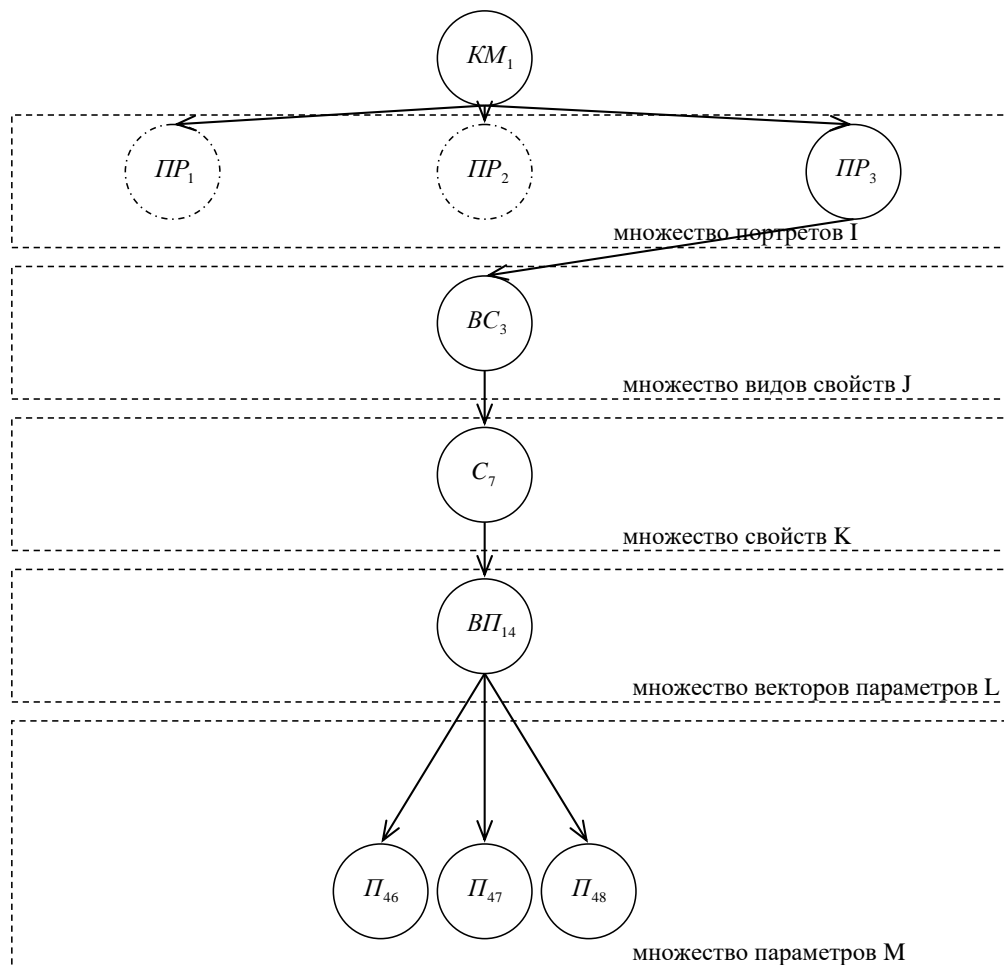 КМ₁
ПР₁ ПР₂ ПР₃
множество портретов I
ВС₃
множество видов свойств J
С₇
множество свойств K
ВП₁₄
множество векторов параметров L
П₄₆ П₄₇ П₄₈
множество параметров M